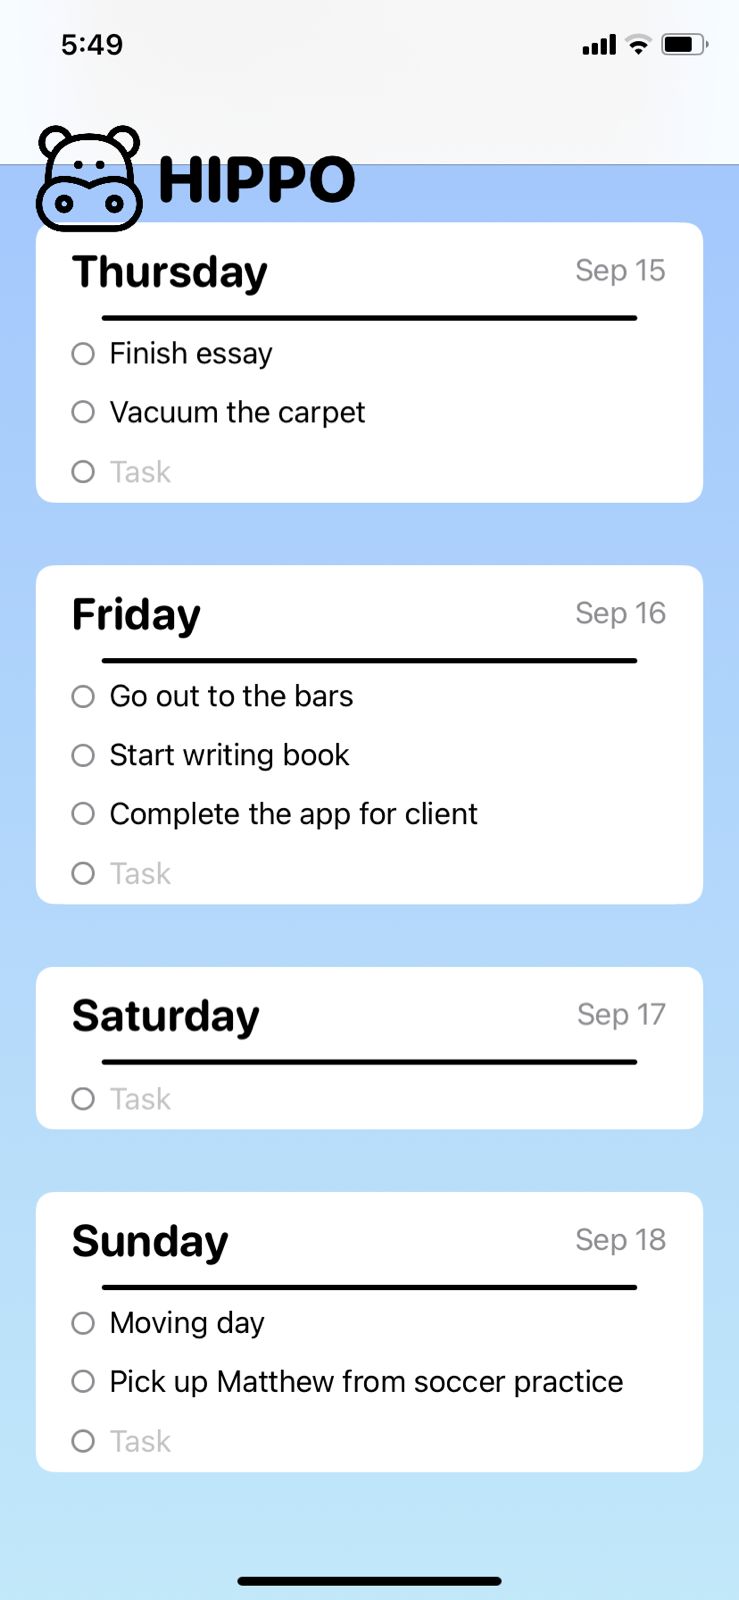 5:49
HIPPO
Thursday Sep 15
Finish essay
Vacuum the carpet
Task
Friday Sep 16
Go out to the bars
Start writing book
Complete the app for client
Task
Saturday Sep 17
Task
Sunday Sep 18
Moving day
Pick up Matthew from soccer practice
Task